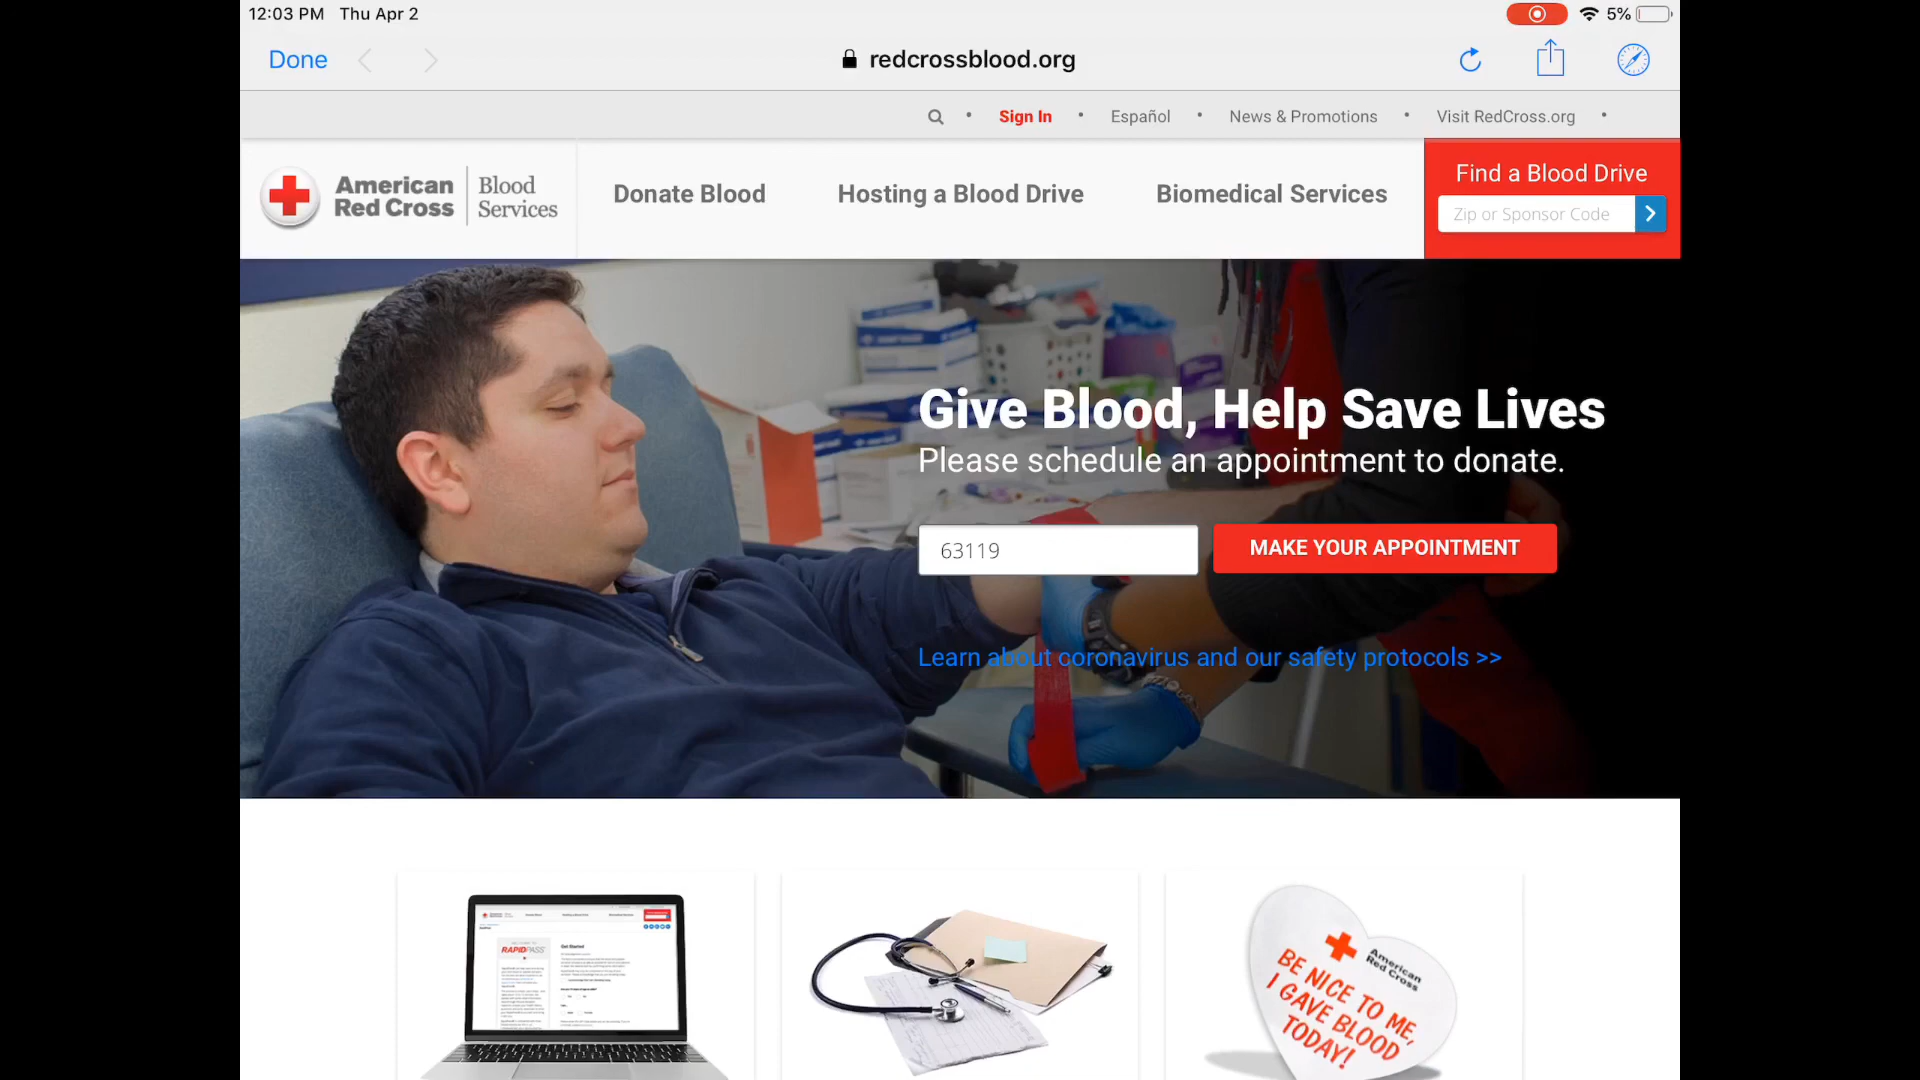 12:03 PM Thu Apr 2
5%
Done
redcrossblood.org
Sign In • Español • News & Promotions • Visit RedCross.org •
American
Red Cross
Blood
Services
Donate Blood
Hosting a Blood Drive
Biomedical Services
Find a Blood Drive
Zip or Sponsor Code
Give Blood, Help Save Lives
Please schedule an appointment to donate.
63119
MAKE YOUR APPOINTMENT
Learn about coronavirus and our safety protocols >>
RAPIDPASS
Get Started
American
Red Cross
BE NICE TO ME,
I GAVE BLOOD
TODAY!